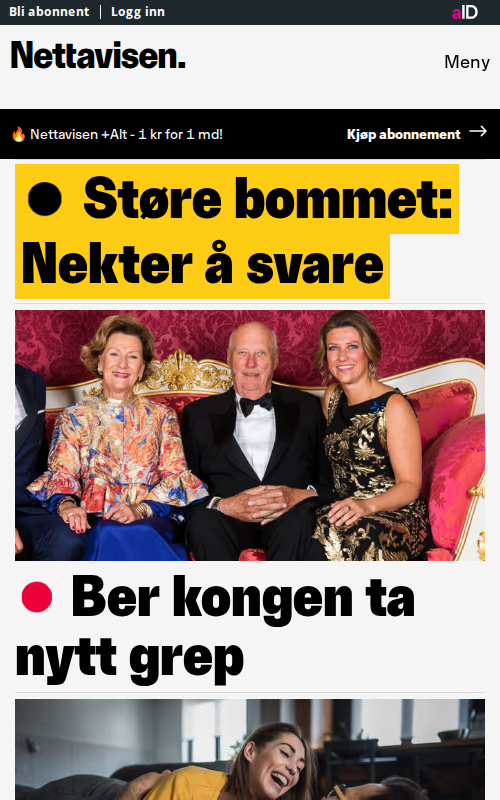 Bli abonnent | Logg inn
aID
Nettavisen.
Meny
🔥 Nettavisen +Alt - 1 kr for 1 md!
Kjøp abonnement →
Støre bommet:
Nekter å svare
Ber kongen ta
nytt grep